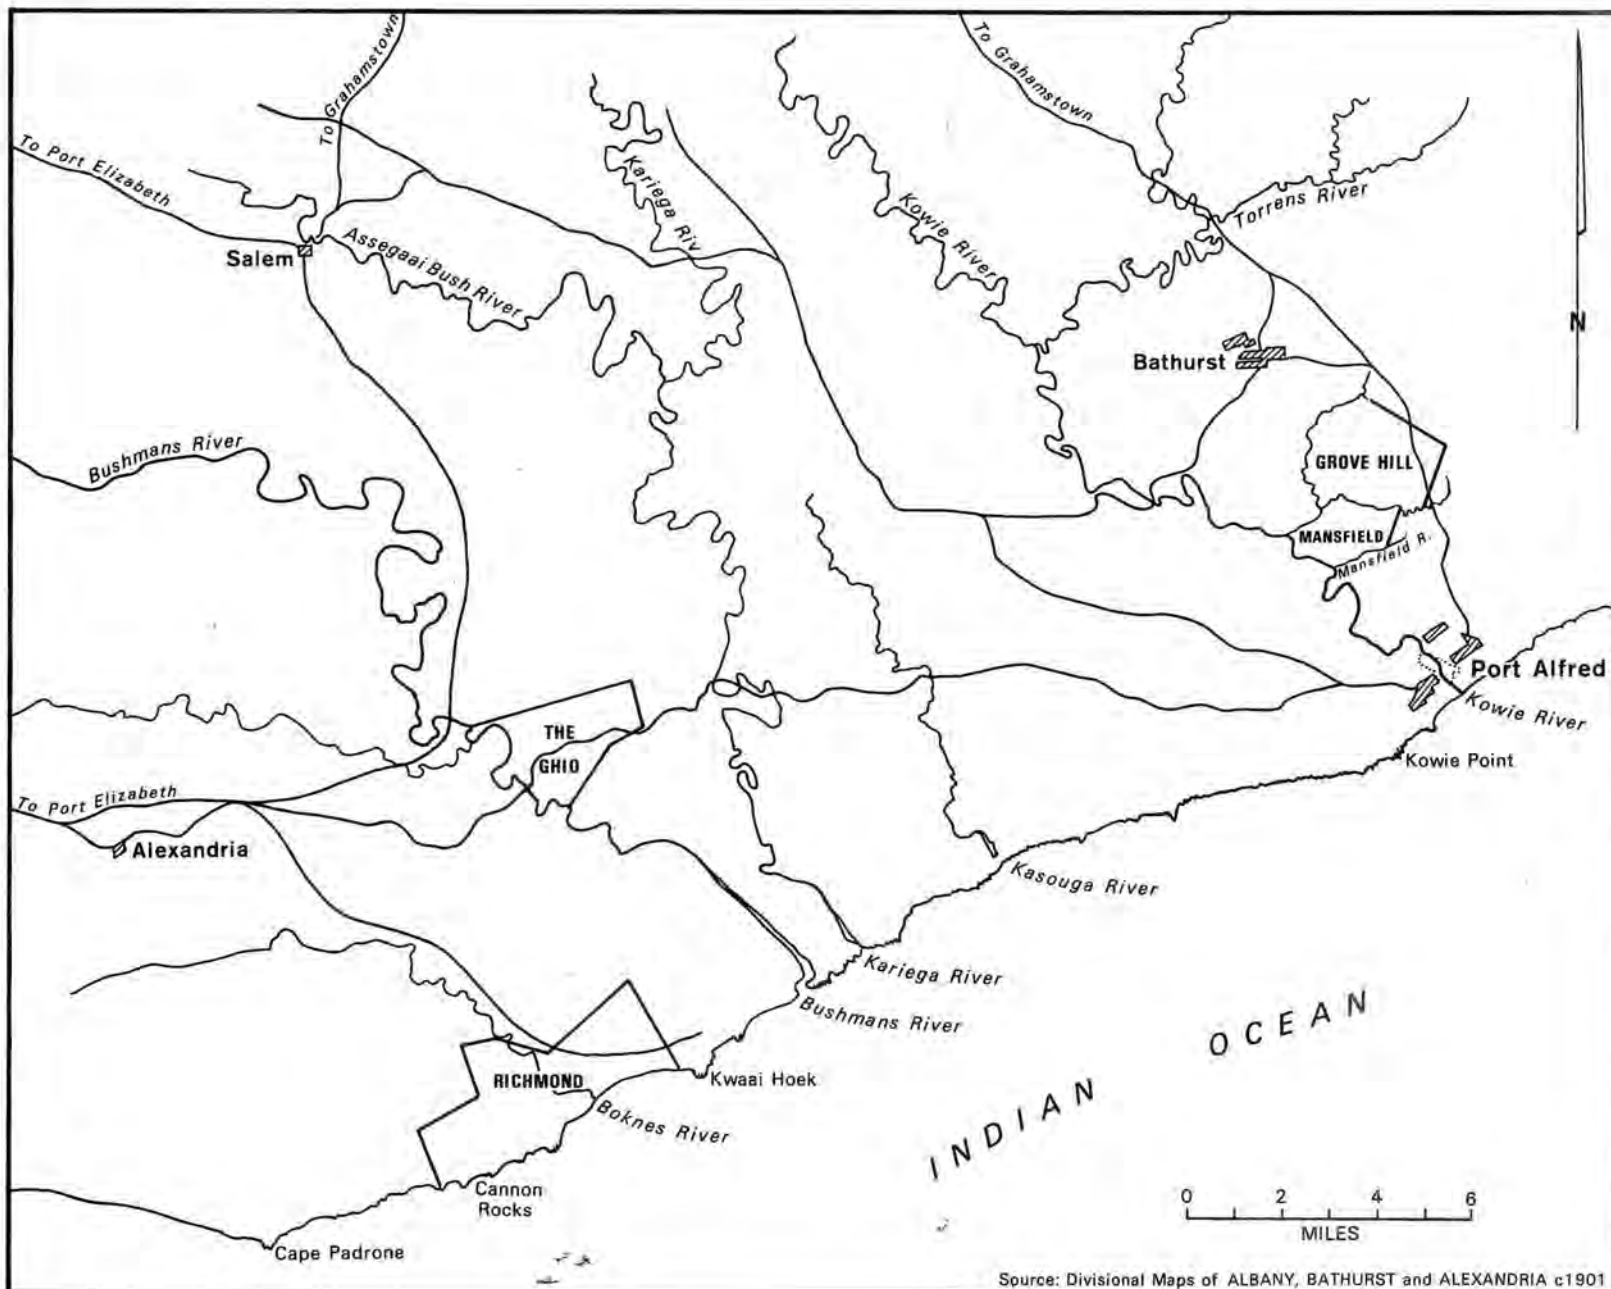 To Grahamstown
To Grahamstown
To Port Elizabeth
Kariega Riv
Kowie River
Torrens River
Salem
Assegaai Bush River
N
Bathurst
Bushmans River
GROVE HILL
MANSFIELD
Mansfield R.
Port Alfred
Kowie River
THE
GHIO
Kowie Point
To Port Elizabeth
Alexandria
Kasouga River
Kariega River
Bushmans River
INDIAN OCEAN
RICHMOND
Kwaai Hoek
Boknes River
Cannon
Rocks
Cape Padrone
0 2 4 6
MILES
Source: Divisional Maps of ALBANY, BATHURST and ALEXANDRIA c1901